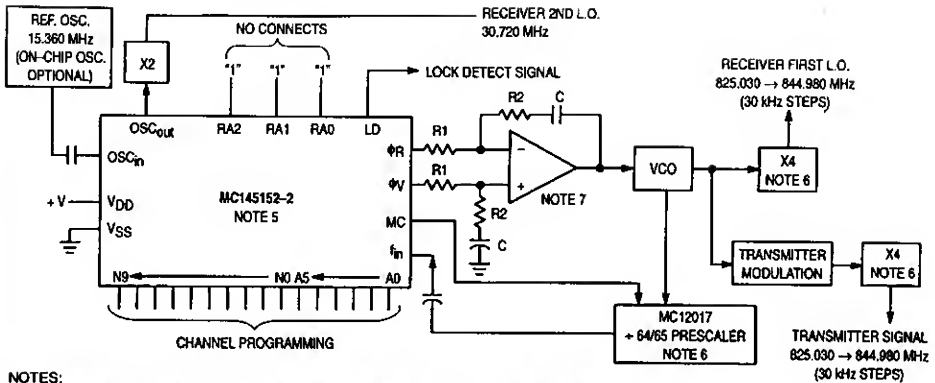 REF. OSC.
15.360 MHz
(ON–CHIP OSC.
OPTIONAL)
X2
RECEIVER 2ND L.O.
30.720 MHz
NO CONNECTS
"1" "1" "1"
LOCK DETECT SIGNAL
OSCout RA2 RA1 RA0 LD
OSCin
+ V
VDD
VSS
MC145152–2
NOTE 5
ϕR
ϕV
MC
fin
N9 N0 A5 A0
CHANNEL PROGRAMMING
R1
R1
R2 C
R2
C
–
+
NOTE 7
VCO
RECEIVER FIRST L.O.
825.030 → 844.980 MHz
(30 kHz STEPS)
X4
NOTE 6
TRANSMITTER
MODULATION
X4
NOTE 6
MC12017
÷ 64/65 PRESCALER
NOTE 6
TRANSMITTER SIGNAL
825.030 → 844.980 MHz
(30 kHz STEPS)
NOTES: